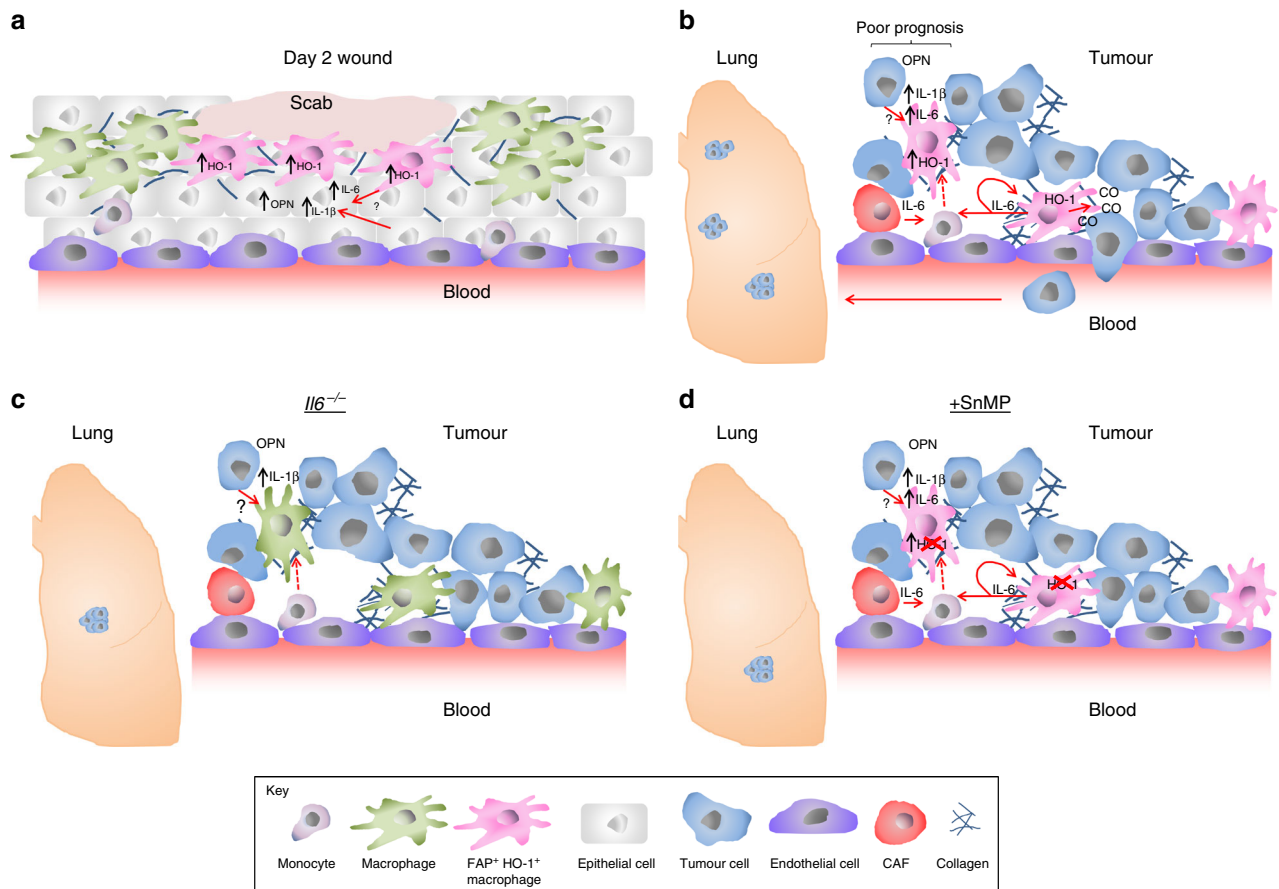 a
Day 2 wound
Scab
HO-1
HO-1
HO-1
IL-6
OPN
IL-1β
?
Blood
b
Poor prognosis
Lung
OPN
Tumour
IL-1β
?
IL-6
HO-1
IL-6
IL-6
HO-1
CO
CO
CO
Blood
c
Il6–/–
Lung
Tumour
OPN
IL-1β
?
Blood
d
+SnMP
Lung
OPN
Tumour
IL-1β
?
IL-6
HO-1
IL-6
IL-6
HO-1
Blood
Key
Monocyte
Macrophage
FAP+ HO-1+
macrophage
Epithelial cell
Tumour cell
Endothelial cell
CAF
Collagen